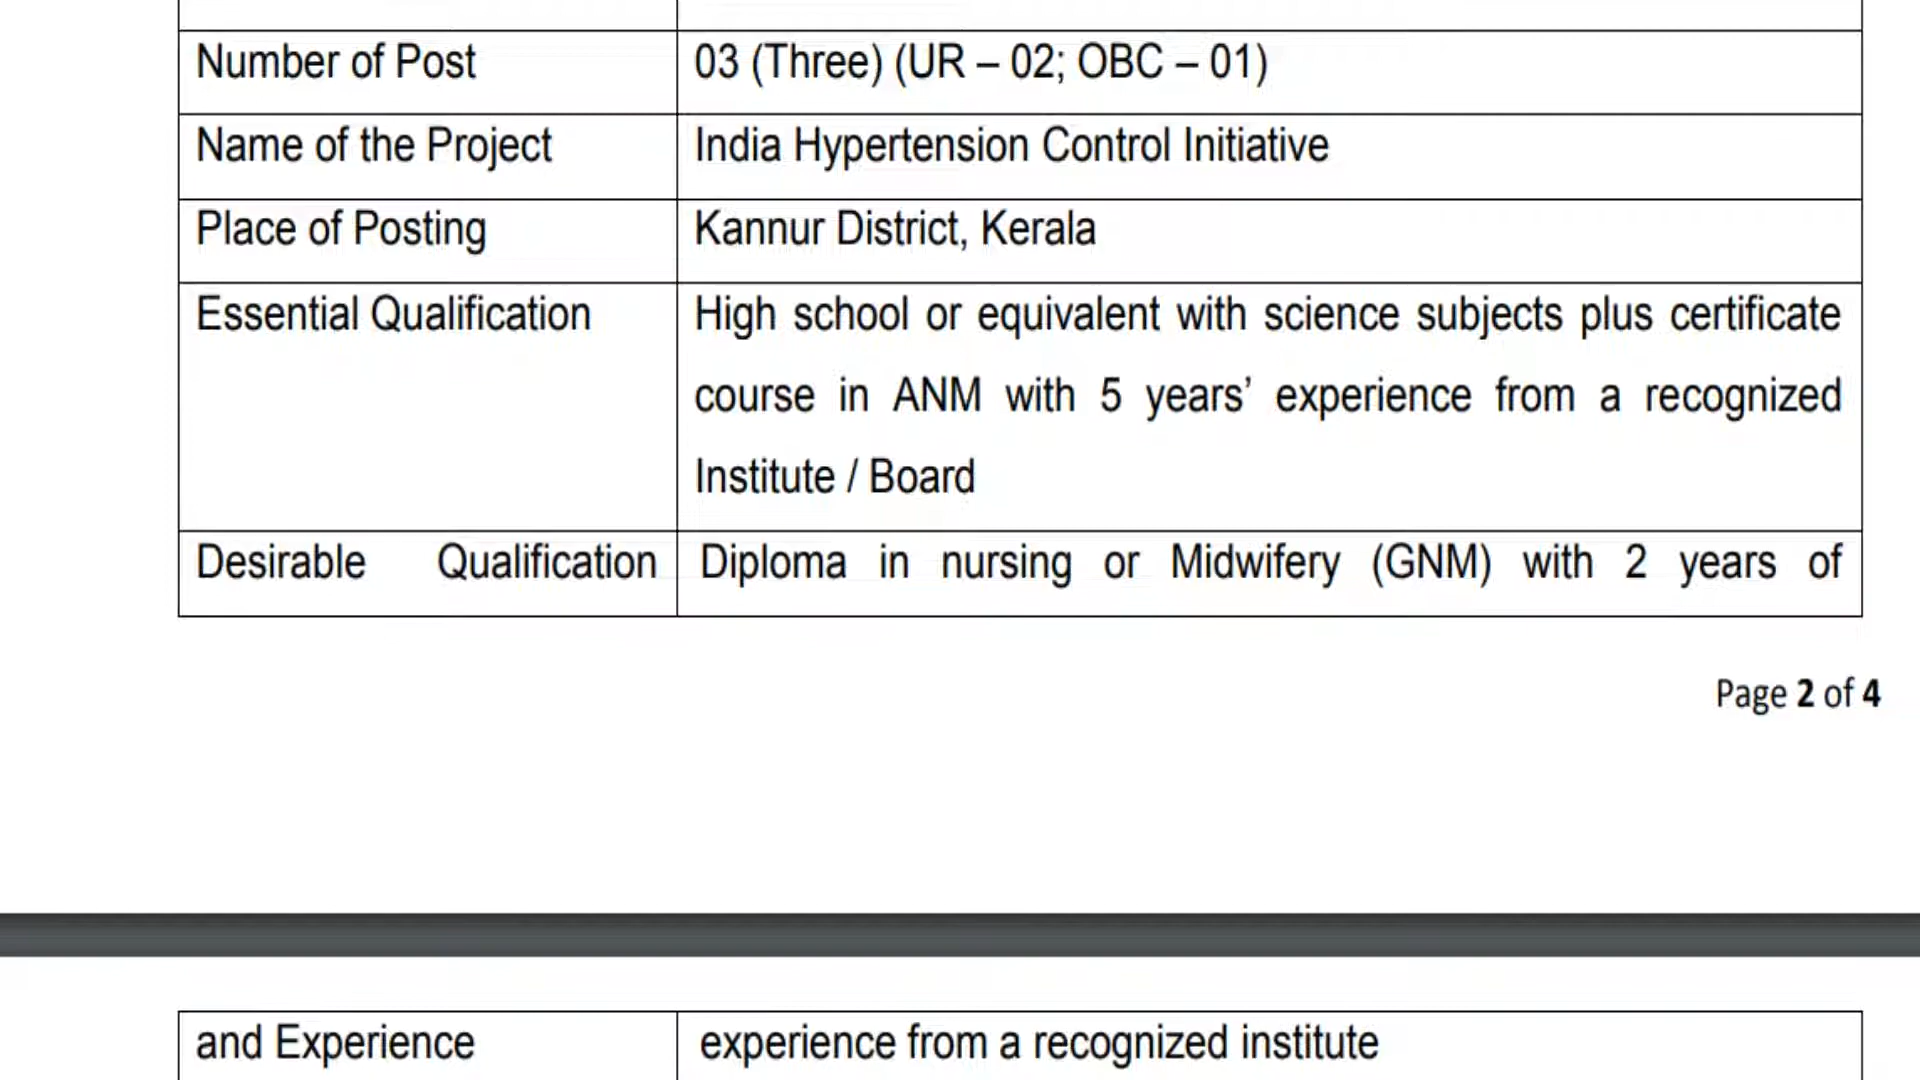 Number of Post 03 (Three) (UR – 02; OBC – 01)
Name of the Project India Hypertension Control Initiative
Place of Posting Kannur District, Kerala
Essential Qualification High school or equivalent with science subjects plus certificate
course in ANM with 5 years’ experience from a recognized
Institute / Board
Desirable Qualification Diploma in nursing or Midwifery (GNM) with 2 years of
Page 2 of 4
and Experience experience from a recognized institute